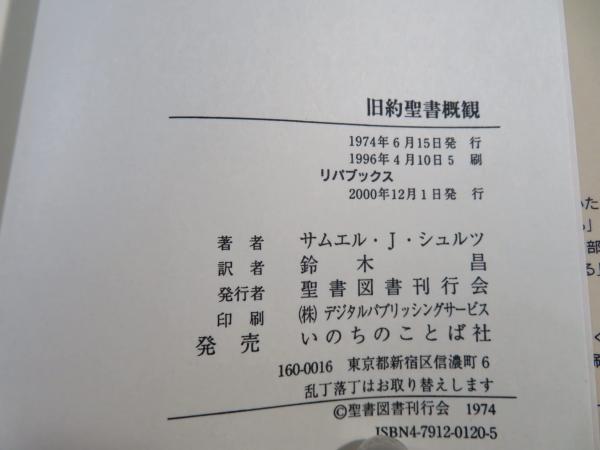 旧約聖書概観
1974年6月15日発 行
1996年4月10日5 刷
リパブックス
2000年12月1日発 行
著 者 サムエル・J・シュルツ
訳 者 鈴 木 昌
発行者 聖書図書刊行会
印 刷 ㈱ デジタルパブリッシングサービス
発 売 いのちのことば社
160-0016 東京都新宿区信濃町6
乱丁落丁はお取り替えします
©聖書図書刊行会 1974
ISBN4-7912-0120-5